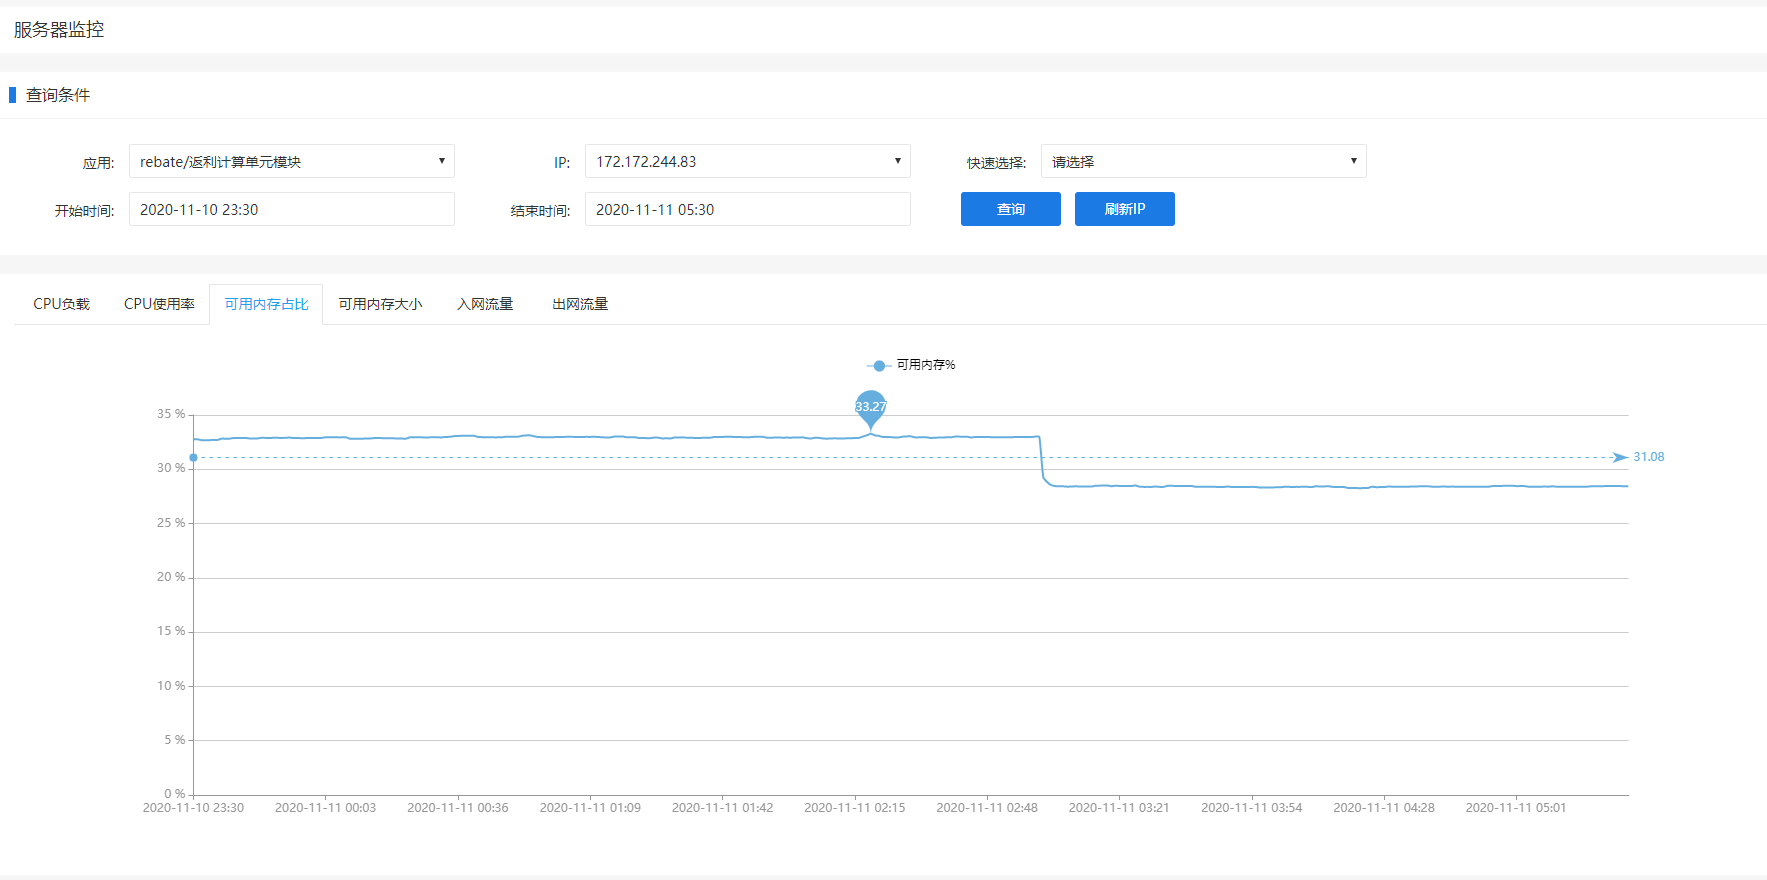 服务器监控
查询条件
应用: rebate/返利计算单元模块 IP: 172.172.244.83 快速选择: 请选择
开始时间: 2020-11-10 23:30 结束时间: 2020-11-11 05:30 查询 刷新IP
CPU负载 CPU使用率 可用内存占比 可用内存大小 入网流量 出网流量
可用内存%
33.27
35 %
31.08
30 %
25 %
20 %
15 %
10 %
5 %
0 %
2020-11-10 23:30 2020-11-11 00:03 2020-11-11 00:36 2020-11-11 01:09 2020-11-11 01:42 2020-11-11 02:15 2020-11-11 02:48 2020-11-11 03:21 2020-11-11 03:54 2020-11-11 04:28 2020-11-11 05:01